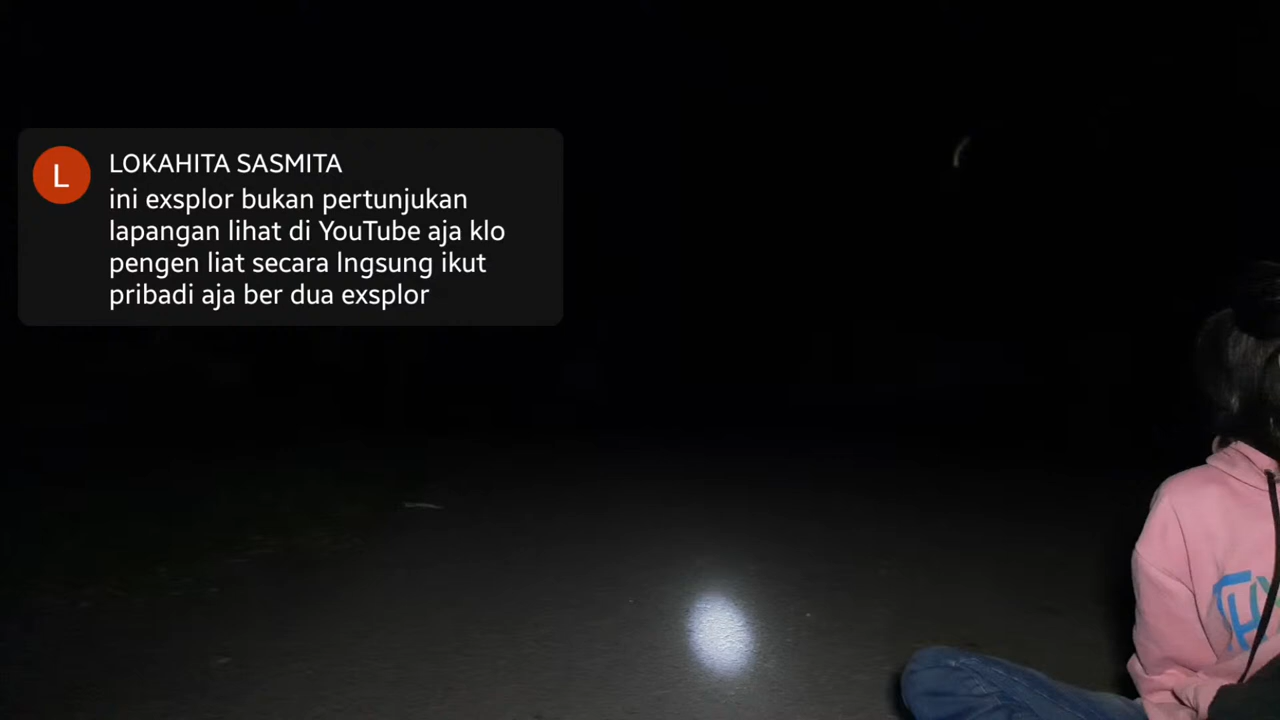 L
LOKAHITA SASMITA
ini exsplor bukan pertunjukan
lapangan lihat di YouTube aja klo
pengen liat secara lngsung ikut
pribadi aja ber dua exsplor